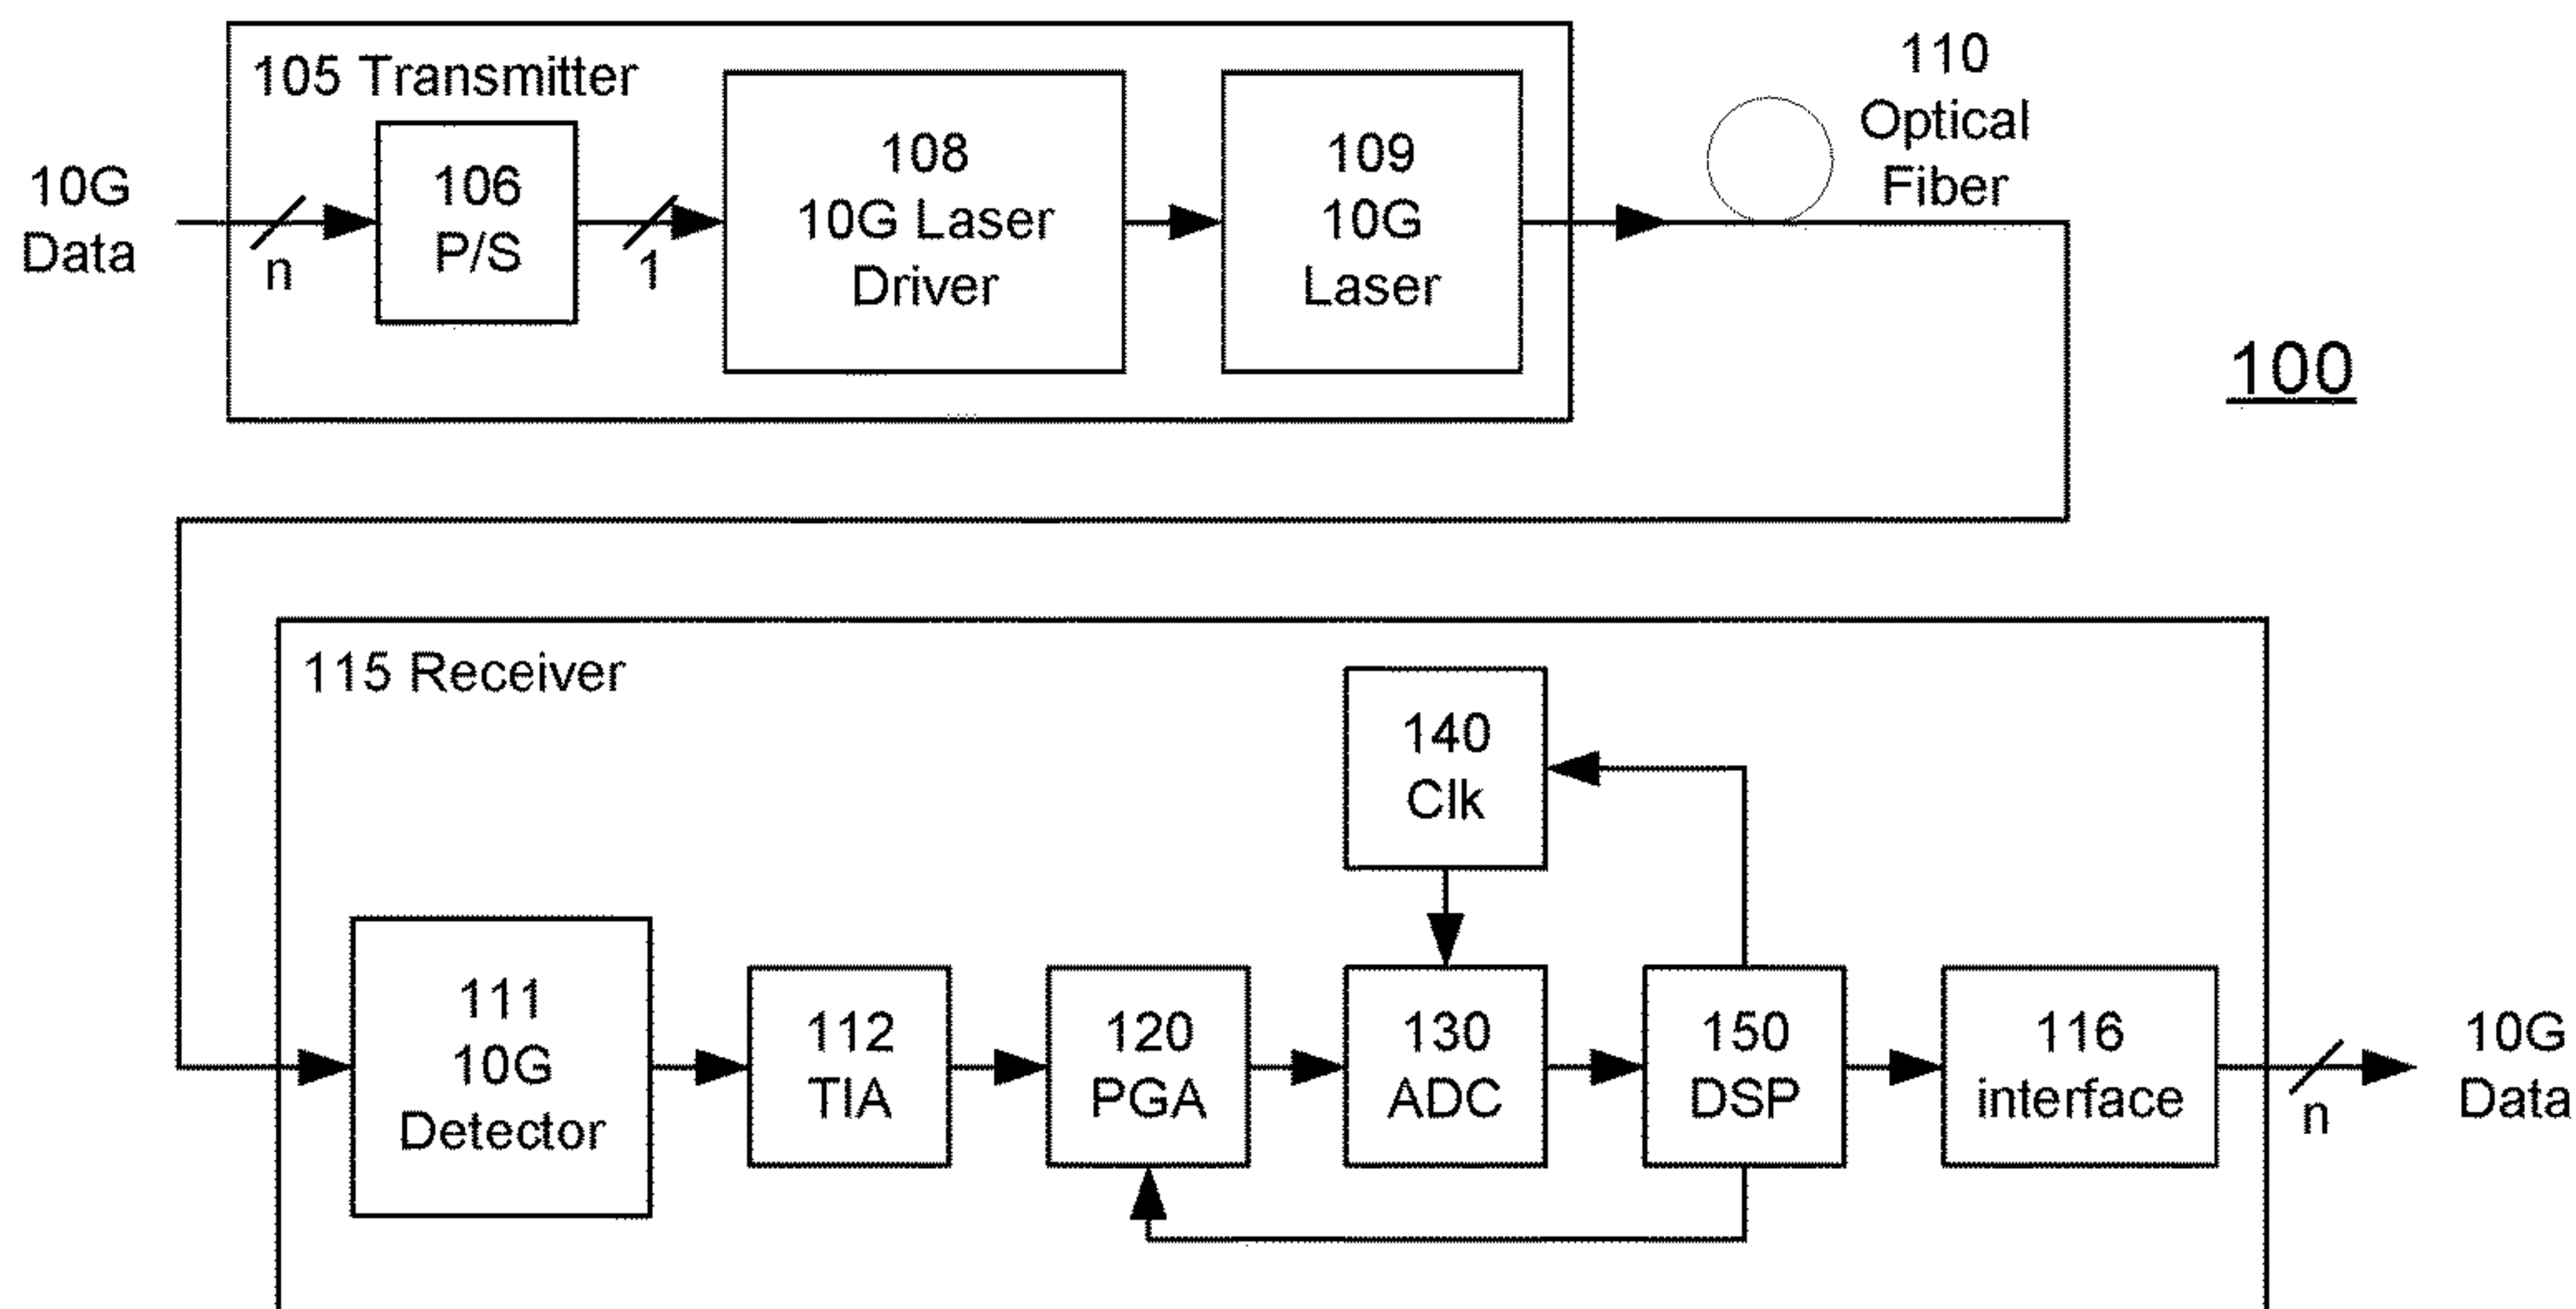 105 Transmitter
10G
Data
n
106
P/S
1
108
10G Laser
Driver
109
10G
Laser
110
Optical
Fiber
100
115 Receiver
140
Clk
111
10G
Detector
112
TIA
120
PGA
130
ADC
150
DSP
116
interface
n
10G
Data